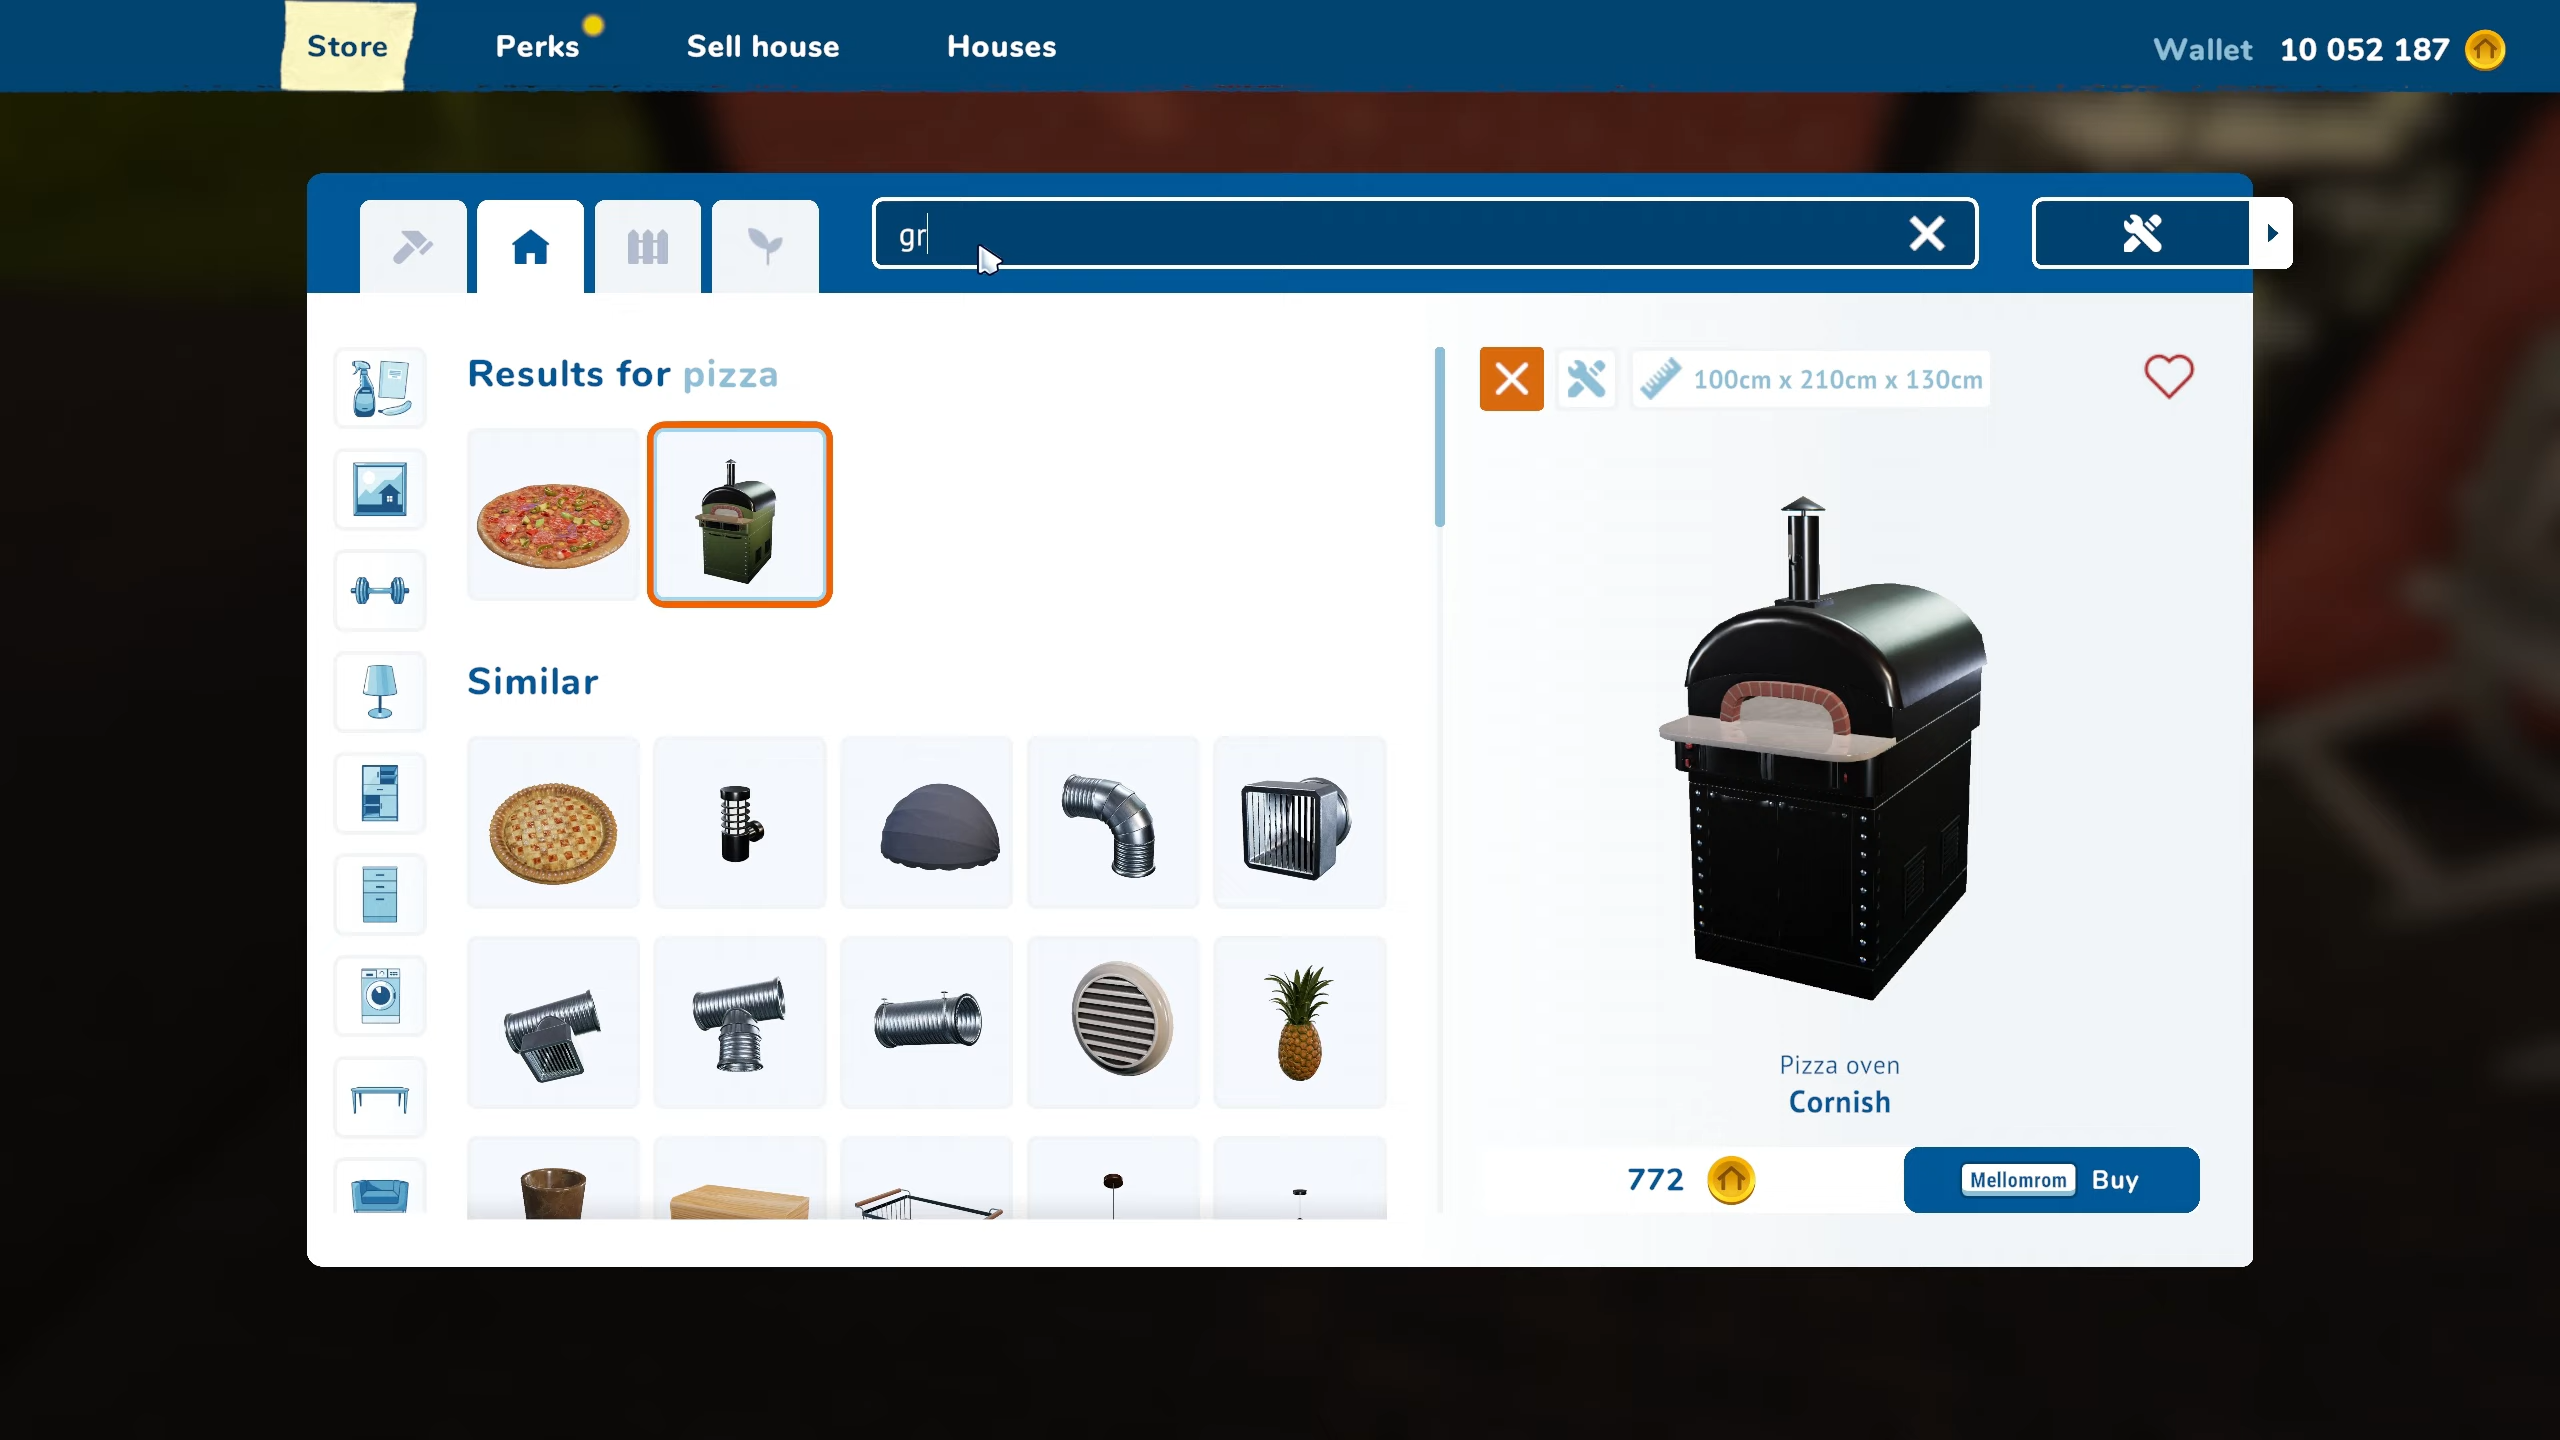 Store
Perks
Sell house
Houses
Wallet 10 052 187
gr
Results for pizza
100cm x 210cm x 130cm
Similar
Pizza oven
Cornish
772
Mellomrom Buy